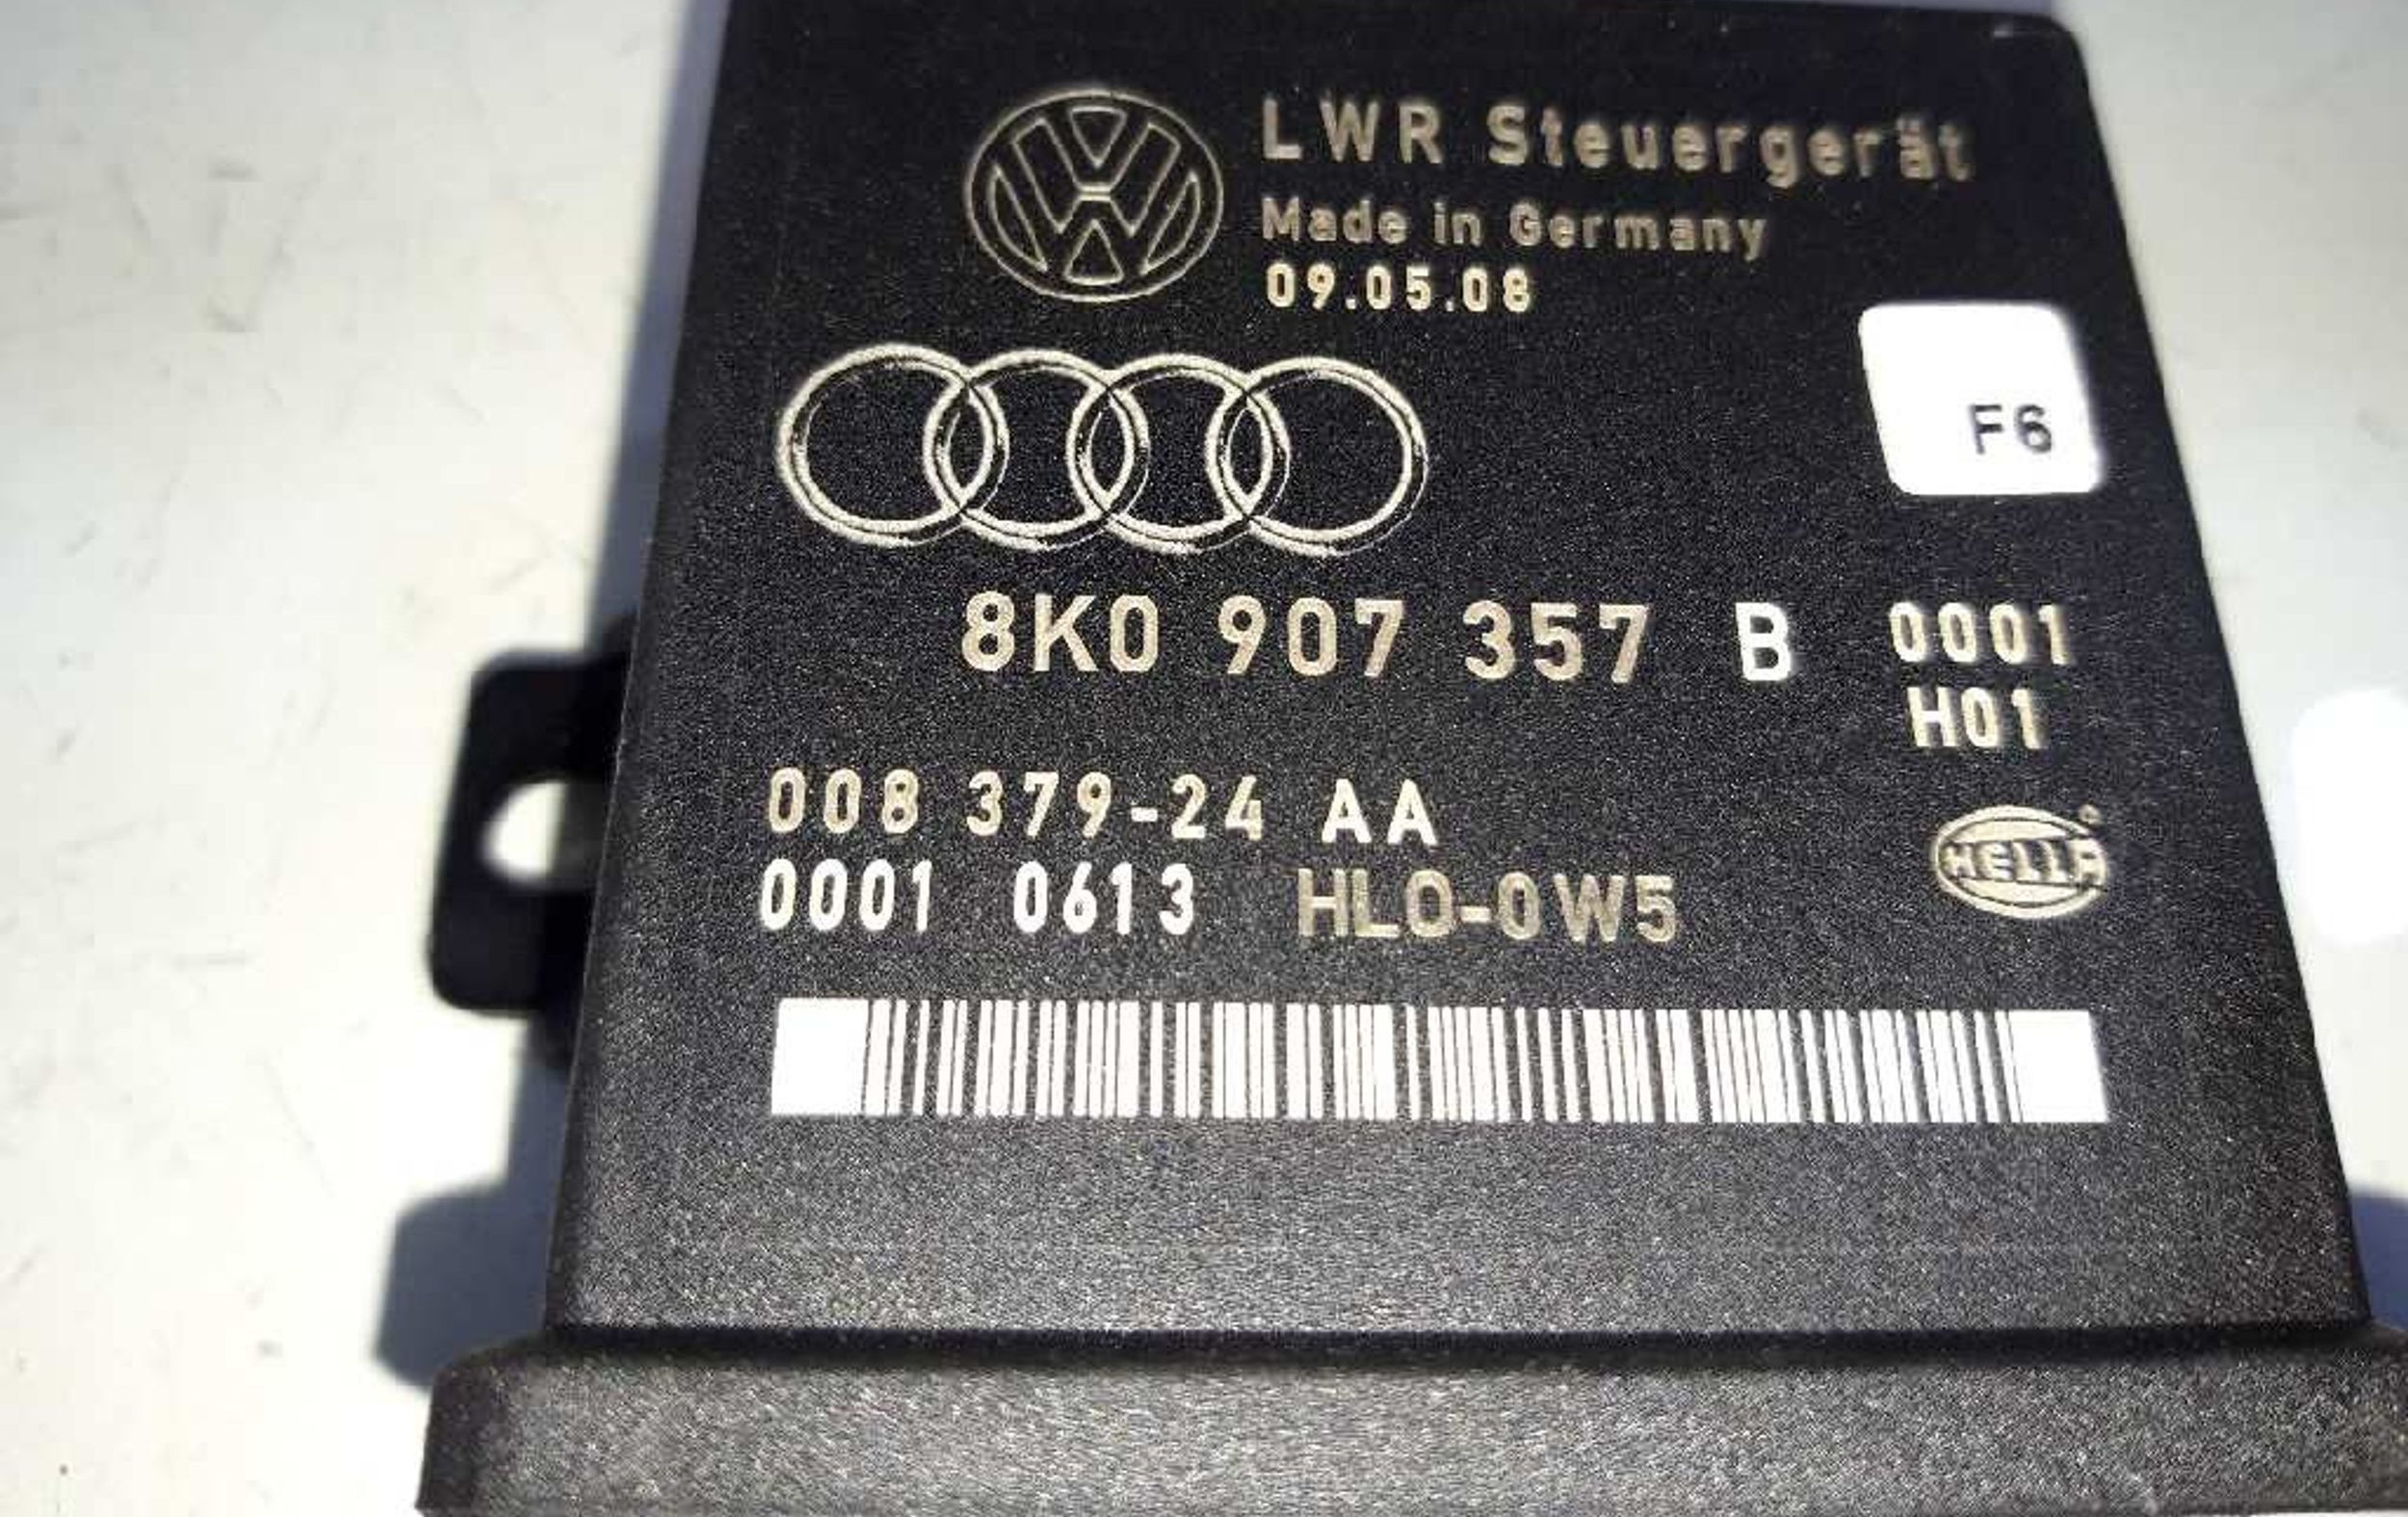 LWR Steuergerät
Made in Germany
09.05.08
F6
8K0 907 357 B 0001
H01
008 379-24 AA
0001 0613 HLO-0W5
HELLA